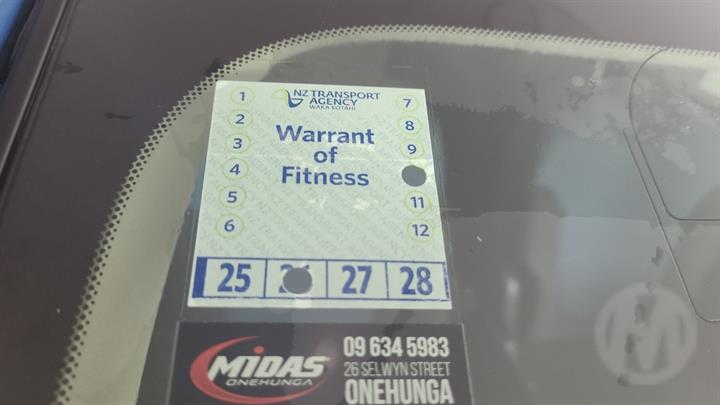 NZ TRANSPORT
AGENCY
WAKA KOTAHI
Warrant
of
Fitness
1
2
3
4
5
6
7
8
9
11
12
25 27 28
MIDAS
ONEHUNGA
09 634 5983
26 SELWYN STREET
ONEHUNGA